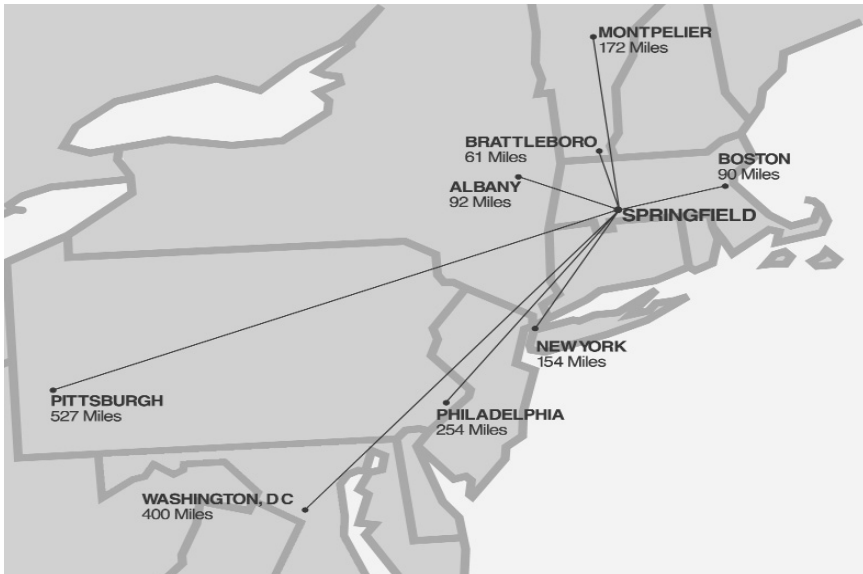 MONTPELIER
172 Miles
BRATTLEBORO
61 Miles
BOSTON
90 Miles
ALBANY
92 Miles
SPRINGFIELD
NEW YORK
154 Miles
PITTSBURGH
527 Miles
PHILADELPHIA
254 Miles
WASHINGTON, DC
400 Miles